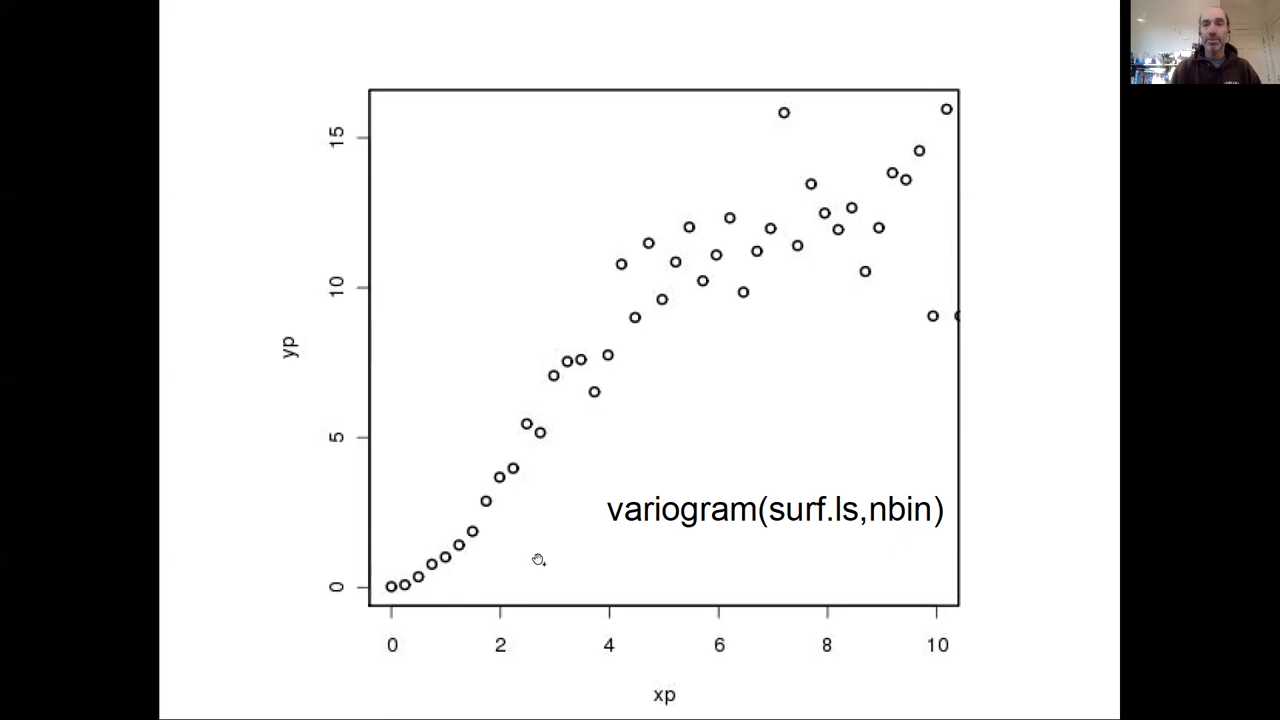 15
10
5
0
yp
variogram(surf.ls,nbin)
0 2 4 6 8 10
xp